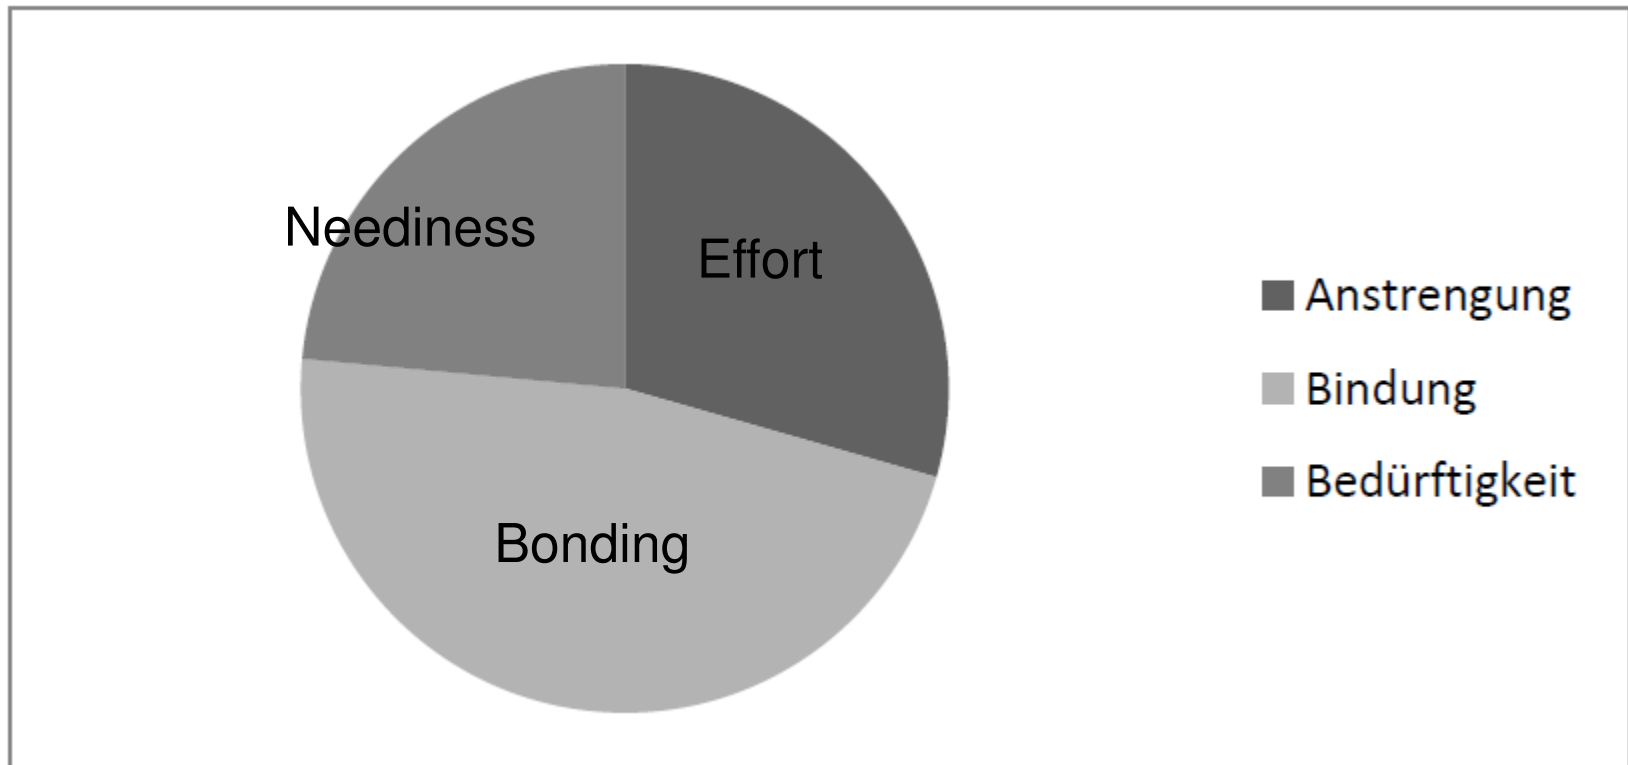 Neediness
Effort
Bonding
Anstrengung
Bindung
Bedürftigkeit